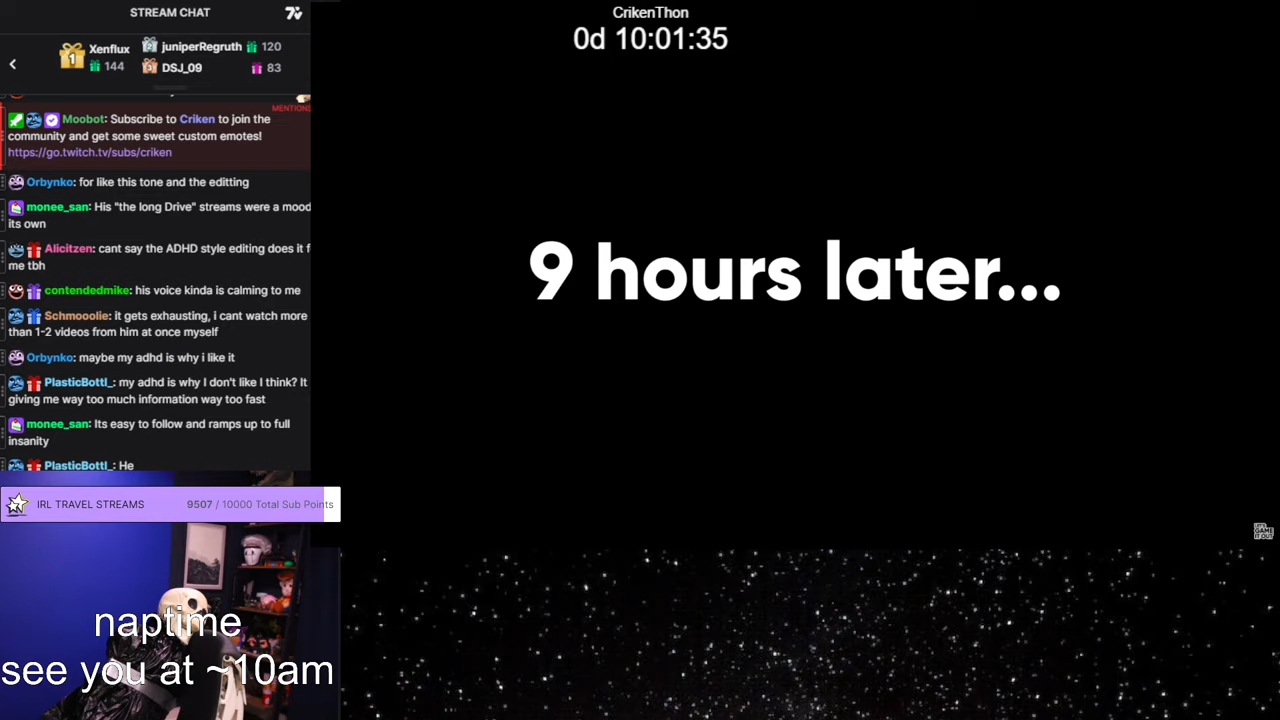 STREAM CHAT
Xenflux
144
juniperRegruth 120
DSJ_09 83
MENTIONS
Moobot: Subscribe to Criken to join the
community and get some sweet custom emotes!
https://go.twitch.tv/subs/criken
Orbynko: for like this tone and the editting
monee_san: His "the long Drive" streams were a mood
its own
Alicitzen: cant say the ADHD style editing does it f
me tbh
contendedmike: his voice kinda is calming to me
Schmooolie: it gets exhausting, i cant watch more
than 1-2 videos from him at once myself
Orbynko: maybe my adhd is why i like it
PlasticBottl_: my adhd is why I don't like I think? It
giving me way too much information way too fast
monee_san: Its easy to follow and ramps up to full
insanity
PlasticBottl_: He
IRL TRAVEL STREAMS 9507 / 10000 Total Sub Points
naptime
see you at ~10am
CrikenThon
0d 10:01:35
9 hours later...
LET'S
GAME
IT OUT